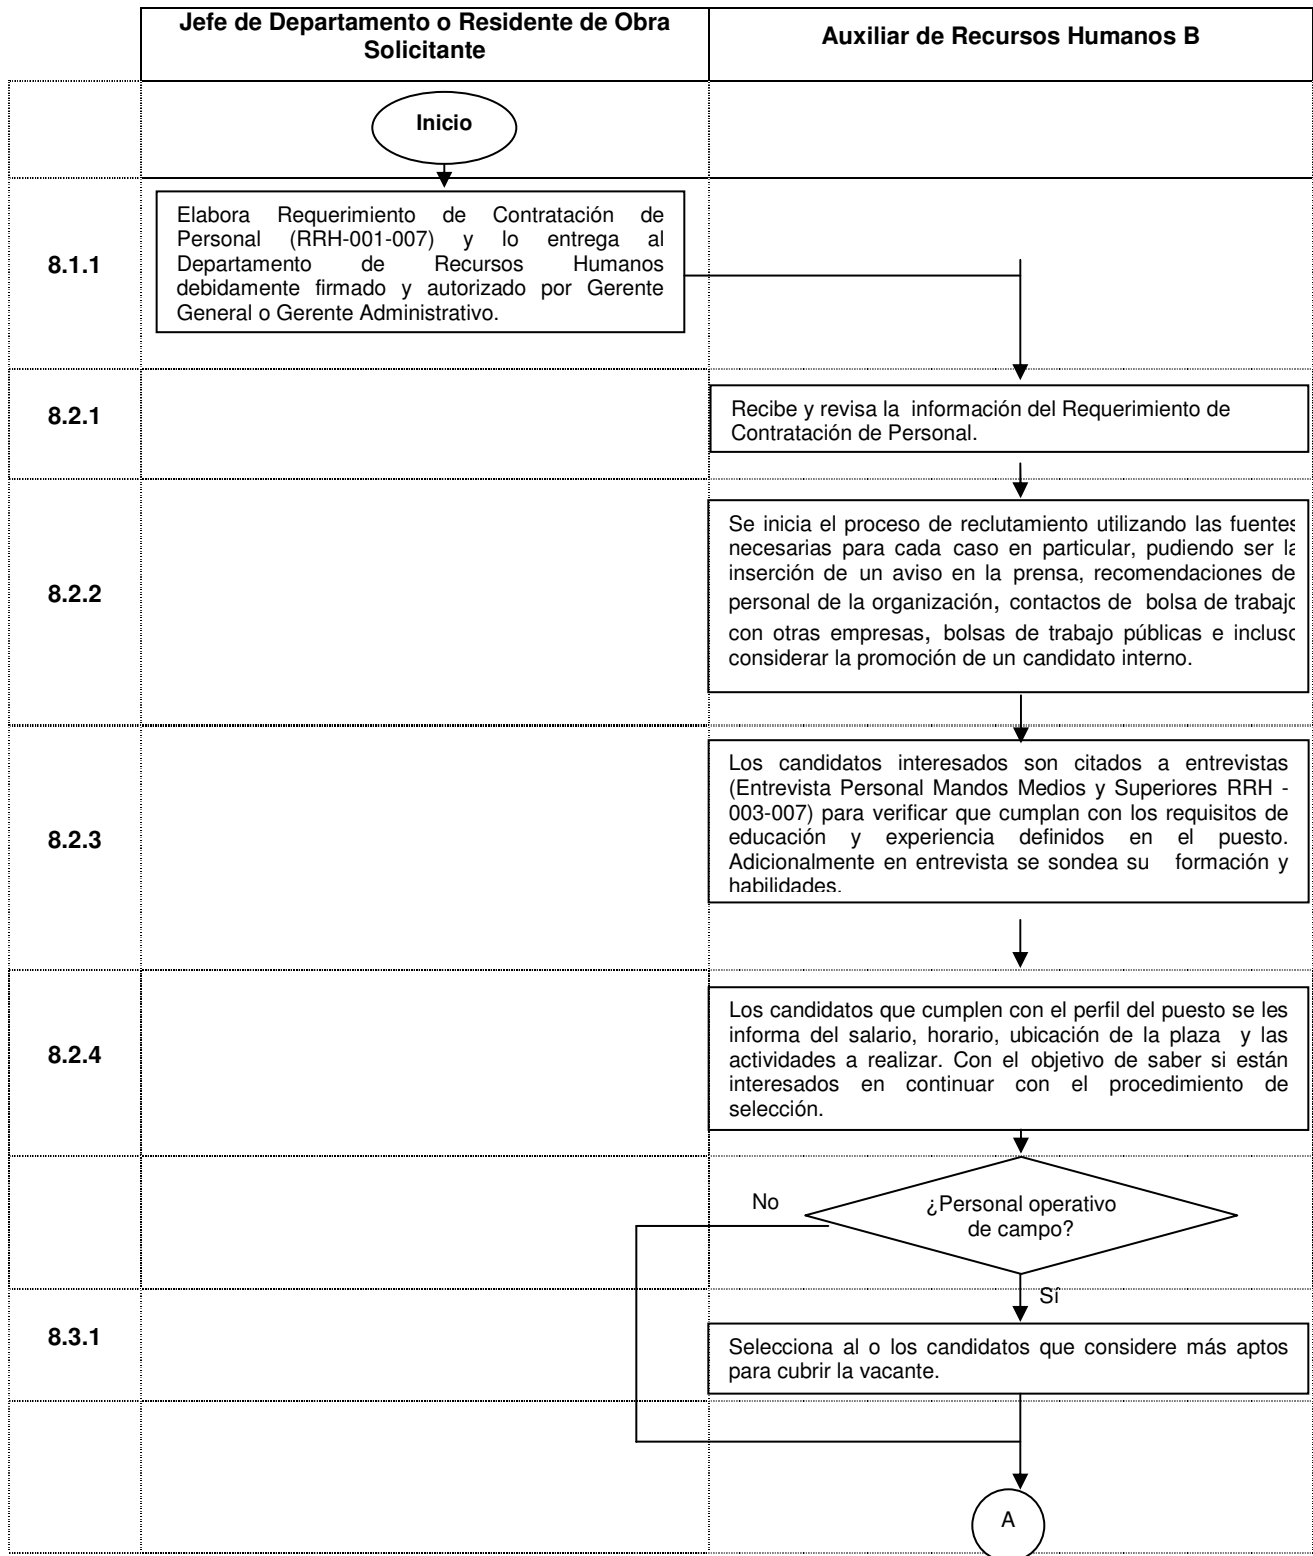 Jefe de Departamento o Residente de Obra
Solicitante
Auxiliar de Recursos Humanos B
Inicio
8.1.1
Elabora Requerimiento de Contratación de
Personal (RRH-001-007) y lo entrega al
Departamento de Recursos Humanos
debidamente firmado y autorizado por Gerente
General o Gerente Administrativo.
8.2.1
Recibe y revisa la información del Requerimiento de
Contratación de Personal.
8.2.2
Se inicia el proceso de reclutamiento utilizando las fuentes
necesarias para cada caso en particular, pudiendo ser la
inserción de un aviso en la prensa, recomendaciones de
personal de la organización, contactos de bolsa de trabajo
con otras empresas, bolsas de trabajo públicas e incluso
considerar la promoción de un candidato interno.
8.2.3
Los candidatos interesados son citados a entrevistas
(Entrevista Personal Mandos Medios y Superiores RRH -
003-007) para verificar que cumplan con los requisitos de
educación y experiencia definidos en el puesto.
Adicionalmente en entrevista se sondea su formación y
habilidades.
8.2.4
Los candidatos que cumplen con el perfil del puesto se les
informa del salario, horario, ubicación de la plaza y las
actividades a realizar. Con el objetivo de saber si están
interesados en continuar con el procedimiento de
selección.
No
¿Personal operativo
de campo?
Sí
8.3.1
Selecciona al o los candidatos que considere más aptos
para cubrir la vacante.
A